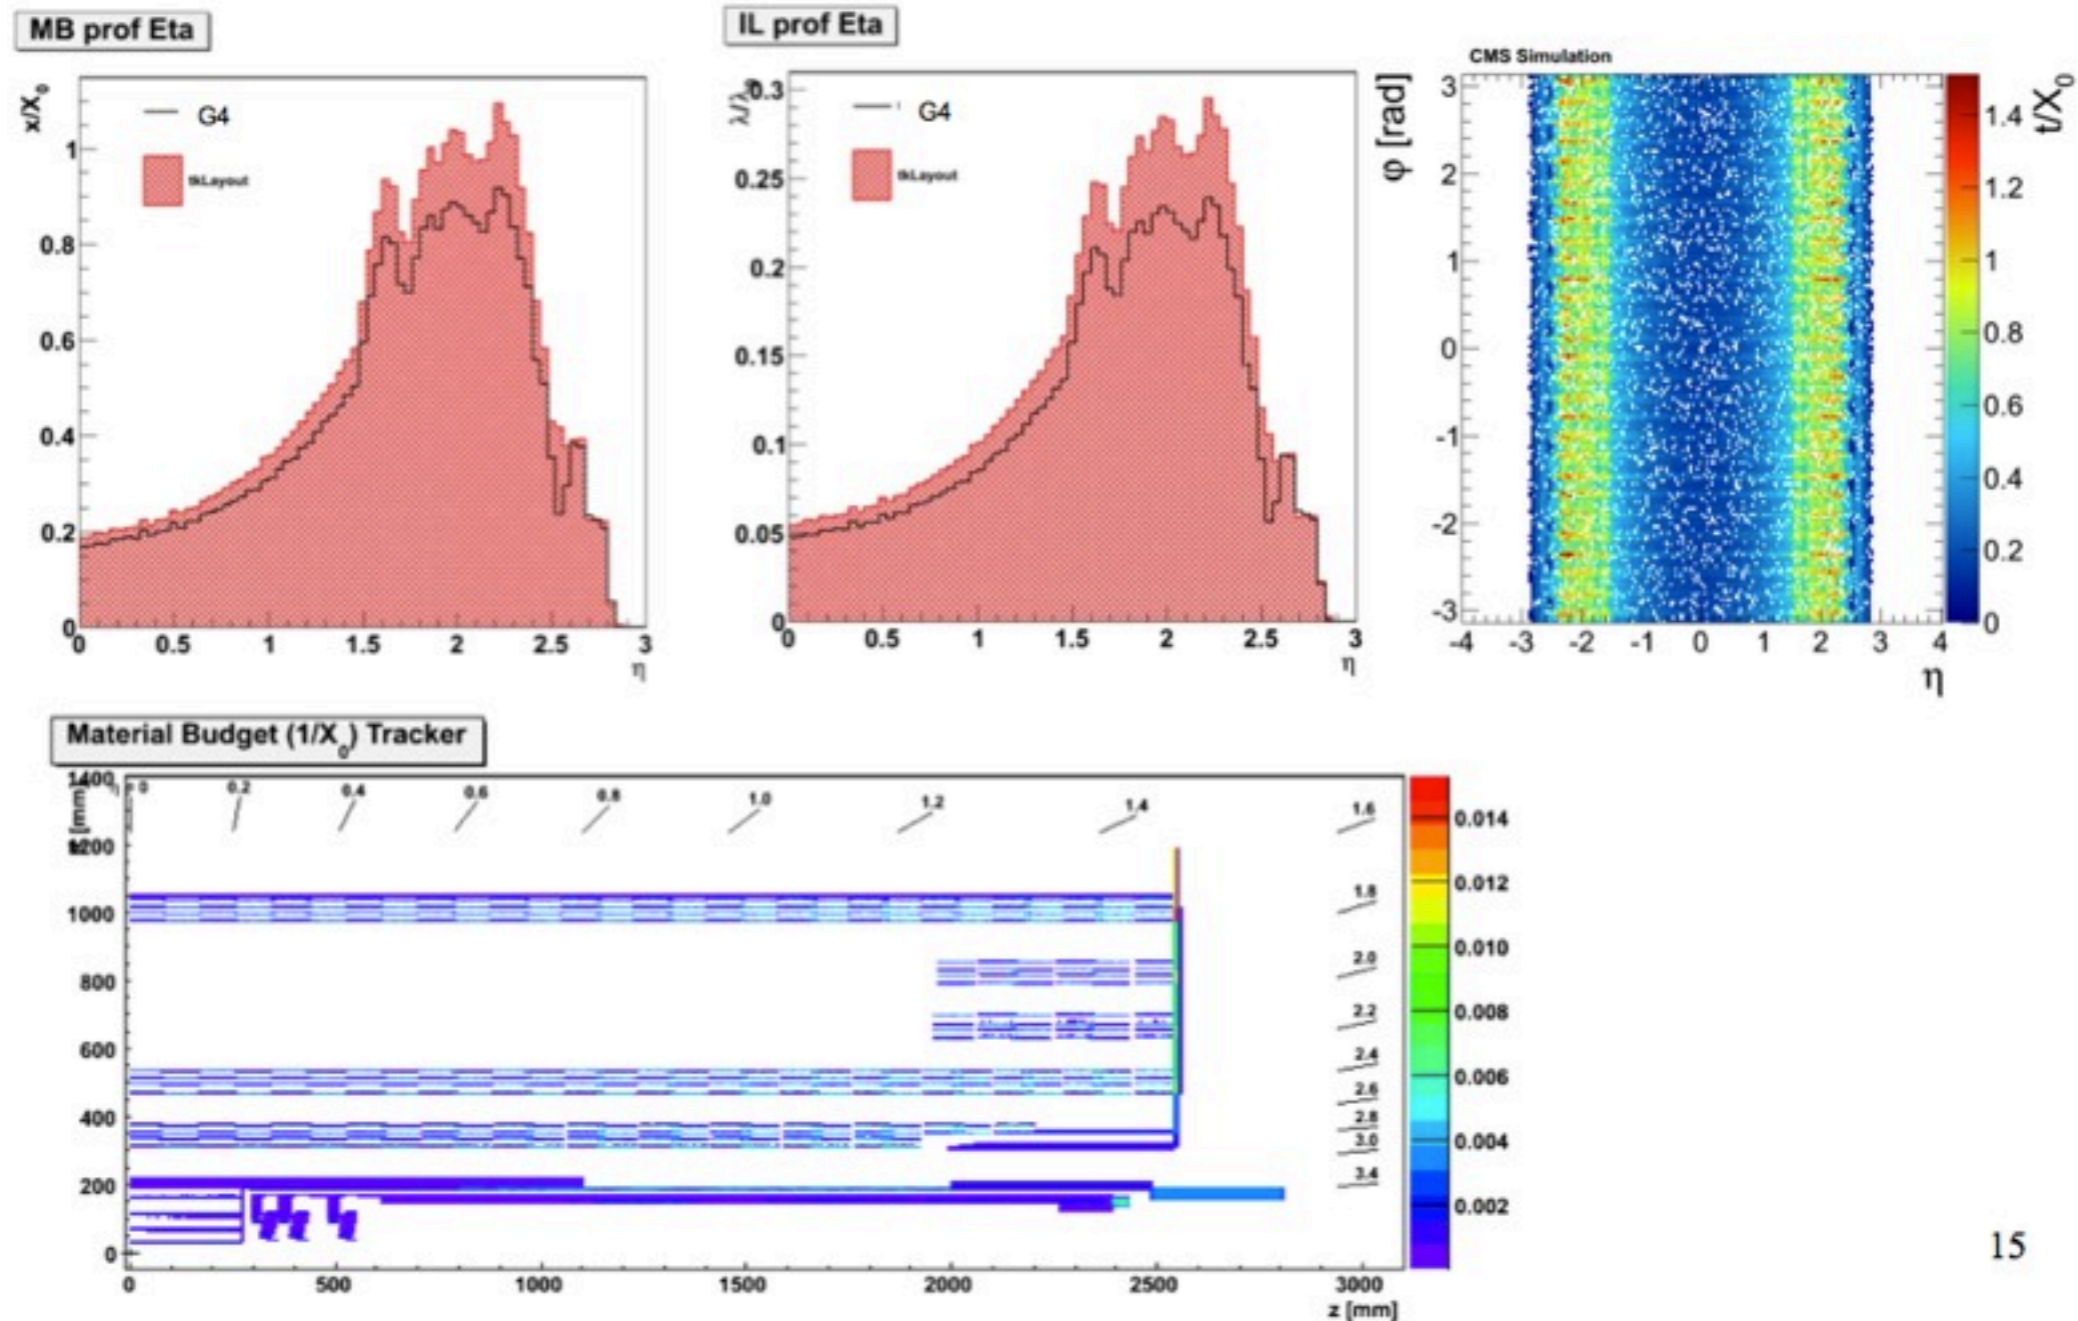 MB prof Eta
x/X0
G4
tkLayout
1
0.8
0.6
0.4
0.2
0
0 0.5 1 1.5 2 2.5 3
η
IL prof Eta
G4
tkLayout
0.3
0.25
0.2
0.15
0.1
0.05
0
0 0.5 1 1.5 2 2.5 3
η
CMS Simulation
φ [rad]
3
2
1
0
-1
-2
-3
-4 -3 -2 -1 0 1 2 3 4
η
t/X0
1.4
1.2
1
0.8
0.6
0.4
0.2
0
Material Budget (1/X0) Tracker
1400
1200
1000
800
600
400
200
0
0 0.2 0.4 0.6 0.8 1.0 1.2 1.4 1.6
1.8
2.0
2.2
2.4
2.6
2.8
3.0
3.4
0 500 1000 1500 2000 2500 3000
z [mm]
0.014
0.012
0.010
0.008
0.006
0.004
0.002
15